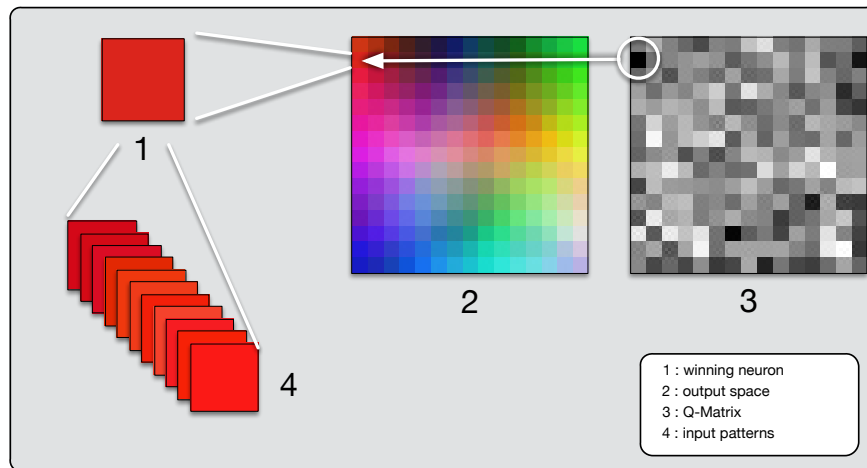 1
2
3
4
1 : winning neuron
2 : output space
3 : Q-Matrix
4 : input patterns